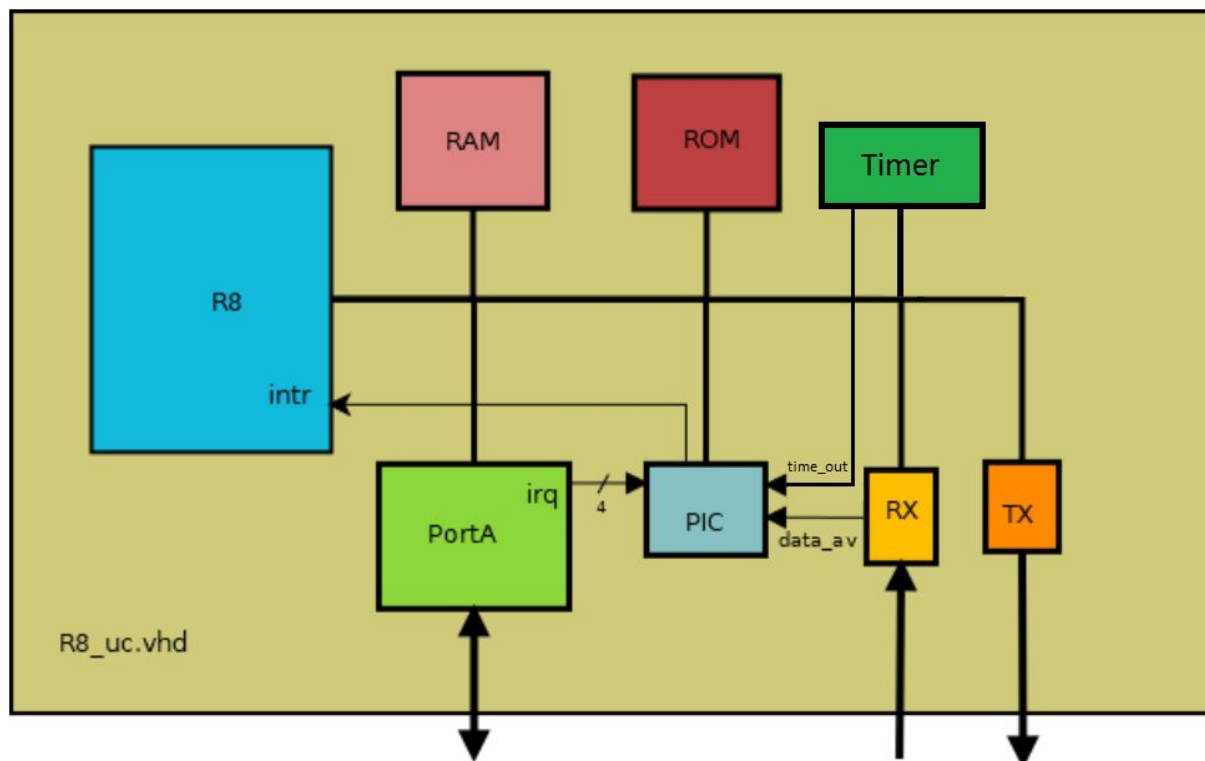 RAM
ROM
Timer
R8
intr
time_out
irq
4
PortA
PIC
RX
TX
data_av
R8_uc.vhd